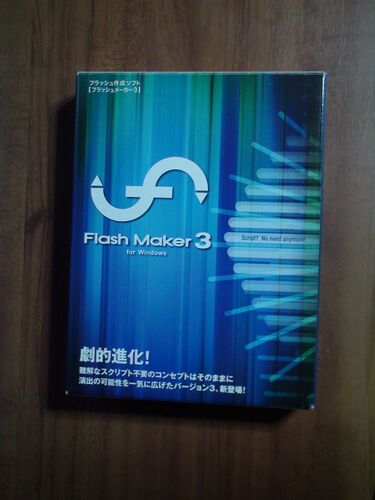 フラッシュ作成ソフト
【フラッシュメーカー3】
Flash Maker 3
for Windows
Script? No need anymore!
劇的進化!
難解なスクリプト不要のコンセプトはそのままに
演出の可能性を一気に広げたバージョン3、新登場!